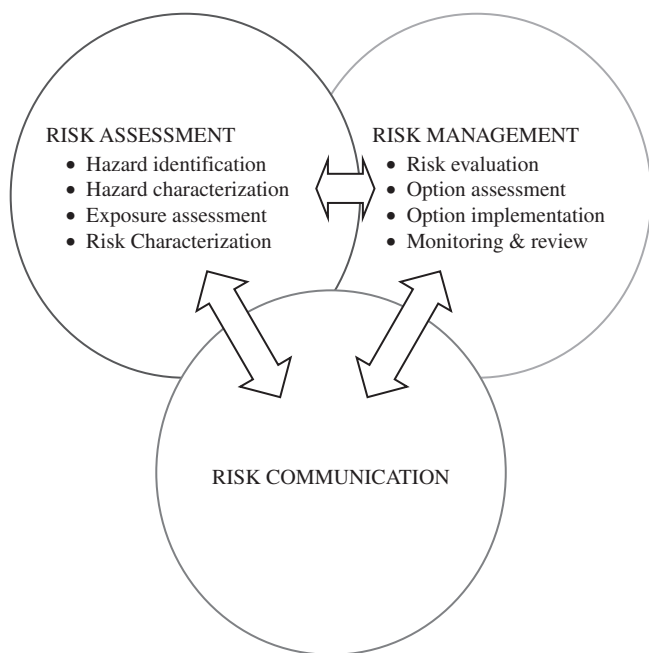 RISK ASSESSMENT
• Hazard identification
• Hazard characterization
• Exposure assessment
• Risk Characterization
RISK MANAGEMENT
• Risk evaluation
• Option assessment
• Option implementation
• Monitoring & review
RISK COMMUNICATION